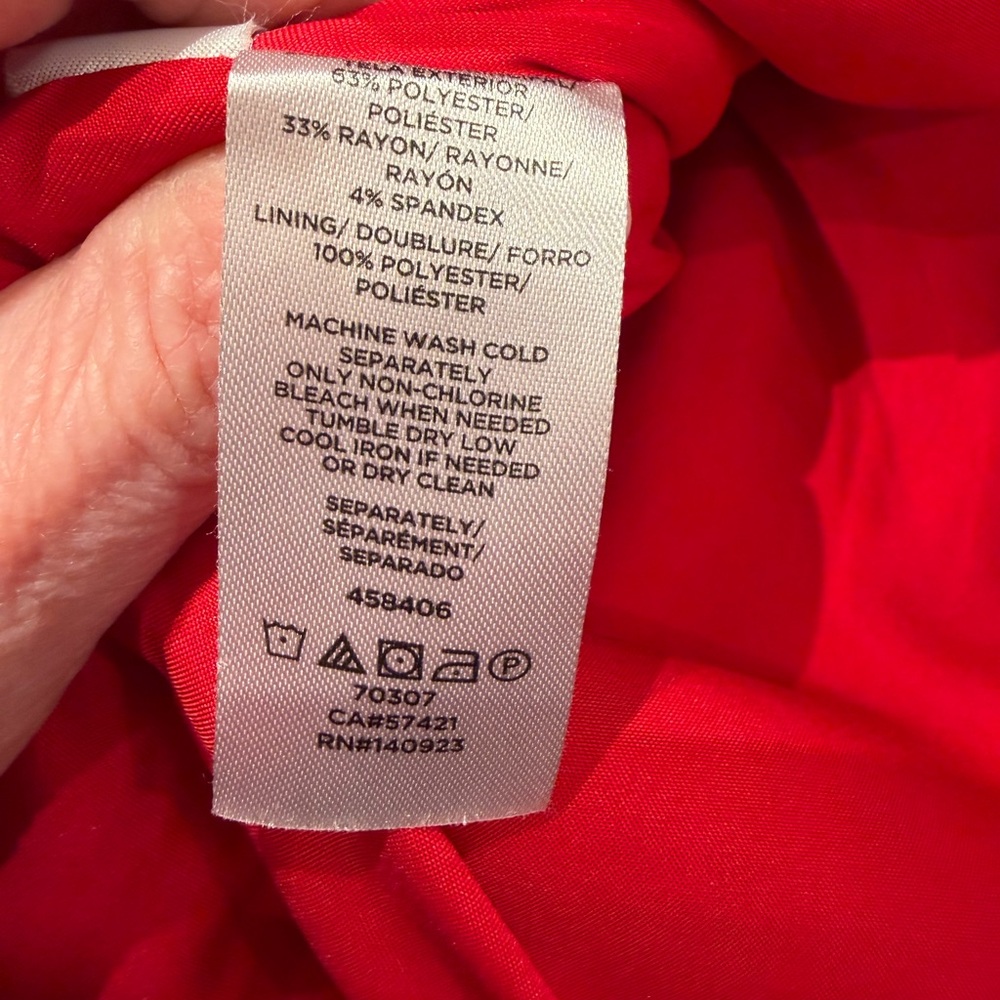 EXTERIOR
63% POLYESTER/
POLIÉSTER
33% RAYON/ RAYONNE/
RAYÓN
4% SPANDEX
LINING/ DOUBLURE/ FORRO
100% POLYESTER/
POLIÉSTER
MACHINE WASH COLD
SEPARATELY
ONLY NON-CHLORINE
BLEACH WHEN NEEDED
TUMBLE DRY LOW
COOL IRON IF NEEDED
OR DRY CLEAN
SEPARATELY/
SÉPARÉMENT/
SEPARADO
458406
P
70307
CA#57421
RN#140923